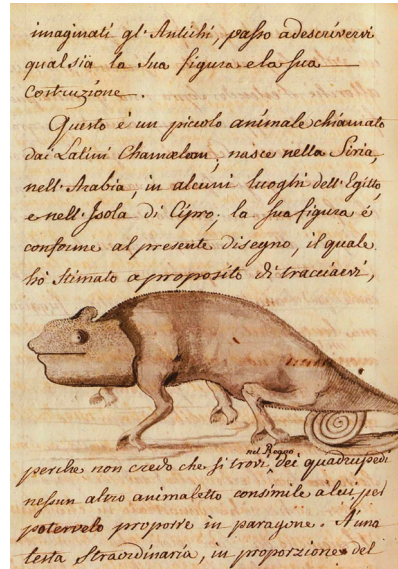 imaginati gl'Antichi, passo adescrivervi
qual sia la sua figura e la sua
costruzione.
Questo è un piccolo animale chiamato
dai Latini Chamæleon, nasce nella Siria,
nell'Arabia, in alcuni luoghi dell'Egitto
e nell'Isola di Cipro; la sua figura é
conforme al presente disegno, il quale
hò stimato a proposito di tracciarvi,
nel Regno
perche non credo che si trovi dei quadrupedi
nessun altro animaletto consimile a lui per
potervelo proporre in paragone. A' una
testa straordinaria, in proporzione del